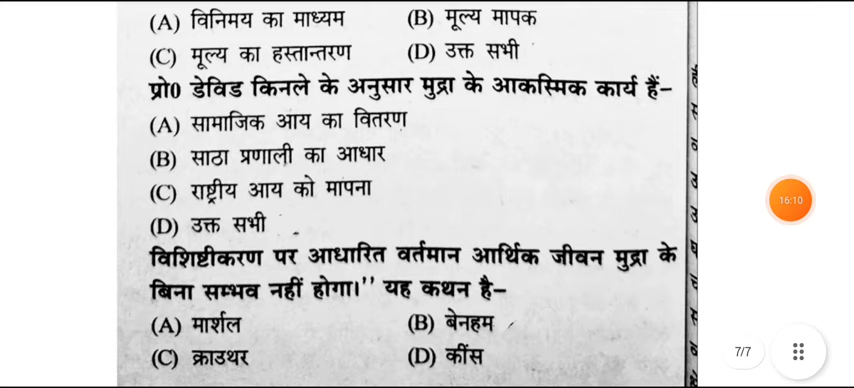 (A) विनिमय का माध्यम (B) मूल्य मापक
(C) मूल्य का हस्तान्तरण (D) उक्त सभी
प्रो0 डेविड किनले के अनुसार मुद्रा के आकस्मिक कार्य हैं–
(A) सामाजिक आय का वितरण
(B) साठा प्रणाली का आधार
(C) राष्ट्रीय आय को मापना
(D) उक्त सभी
विशिष्टीकरण पर आधारित वर्तमान आर्थिक जीवन मुद्रा के
बिना सम्भव नहीं होगा।'' यह कथन है–
(A) मार्शल (B) बेनहम
(C) क्राउथर (D) कींस
16:10
7/7